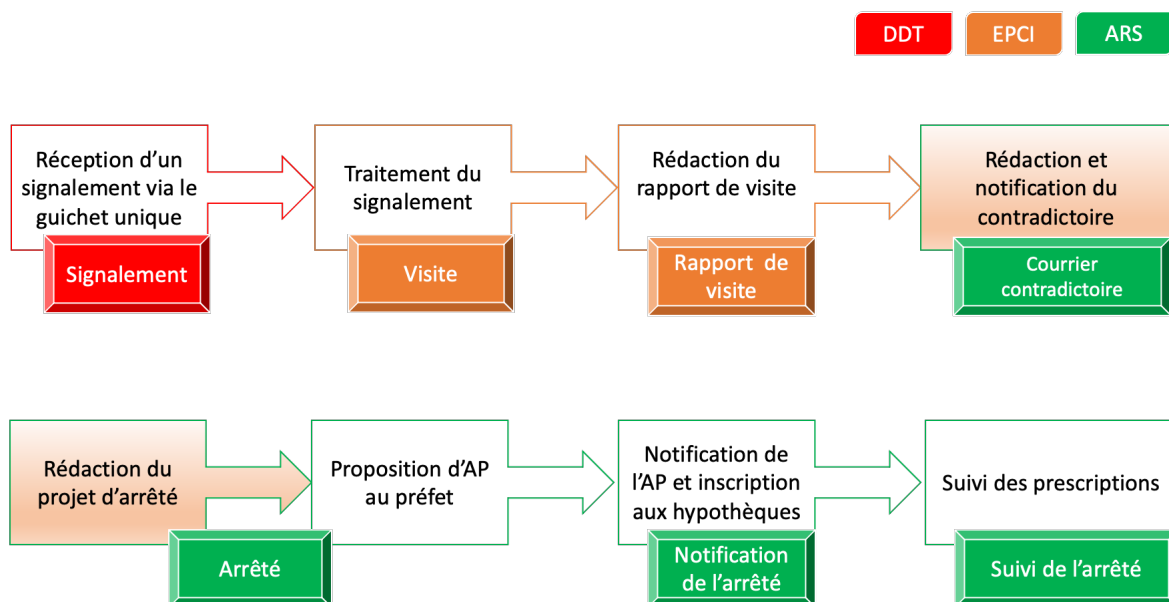 DDT
EPCI
ARS
Réception d’un
signalement via le
guichet unique
Signalement
Traitement du
signalement
Visite
Rédaction du
rapport de visite
Rapport de
visite
Rédaction et
notification du
contradictoire
Courrier
contradictoire
Rédaction du
projet d’arrêté
Arrêté
Proposition d’AP
au préfet
Notification de
l’AP et inscription
aux hypothèques
Notification
de l’arrêté
Suivi des prescriptions
Suivi de l’arrêté